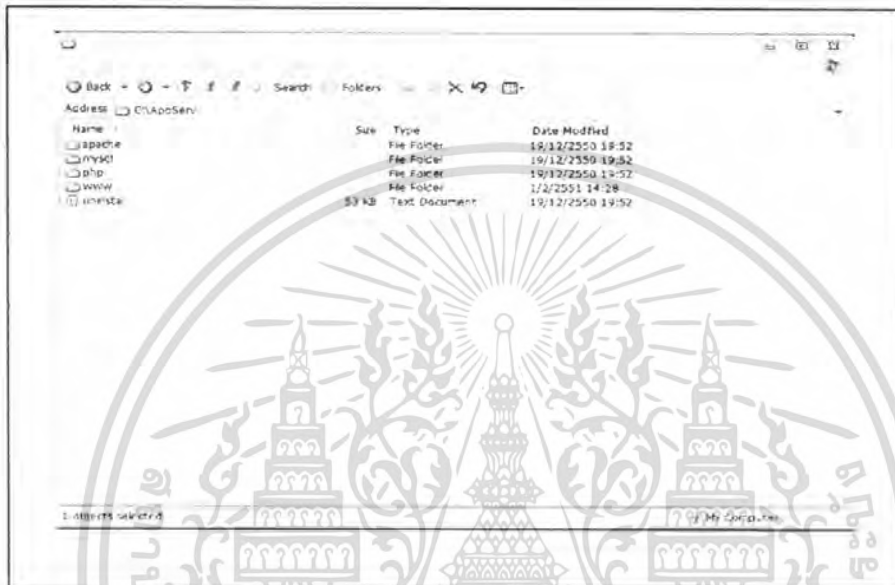 Back Search Folders
Address C:\AppServ
Name Size Type Date Modified
apache File Folder 19/12/2550 19:52
mysql File Folder 19/12/2550 19:52
php File Folder 19/12/2550 19:52
www File Folder 1/2/2551 14:28
53 KB Text Document 19/12/2550 19:52
objects selected My Computer